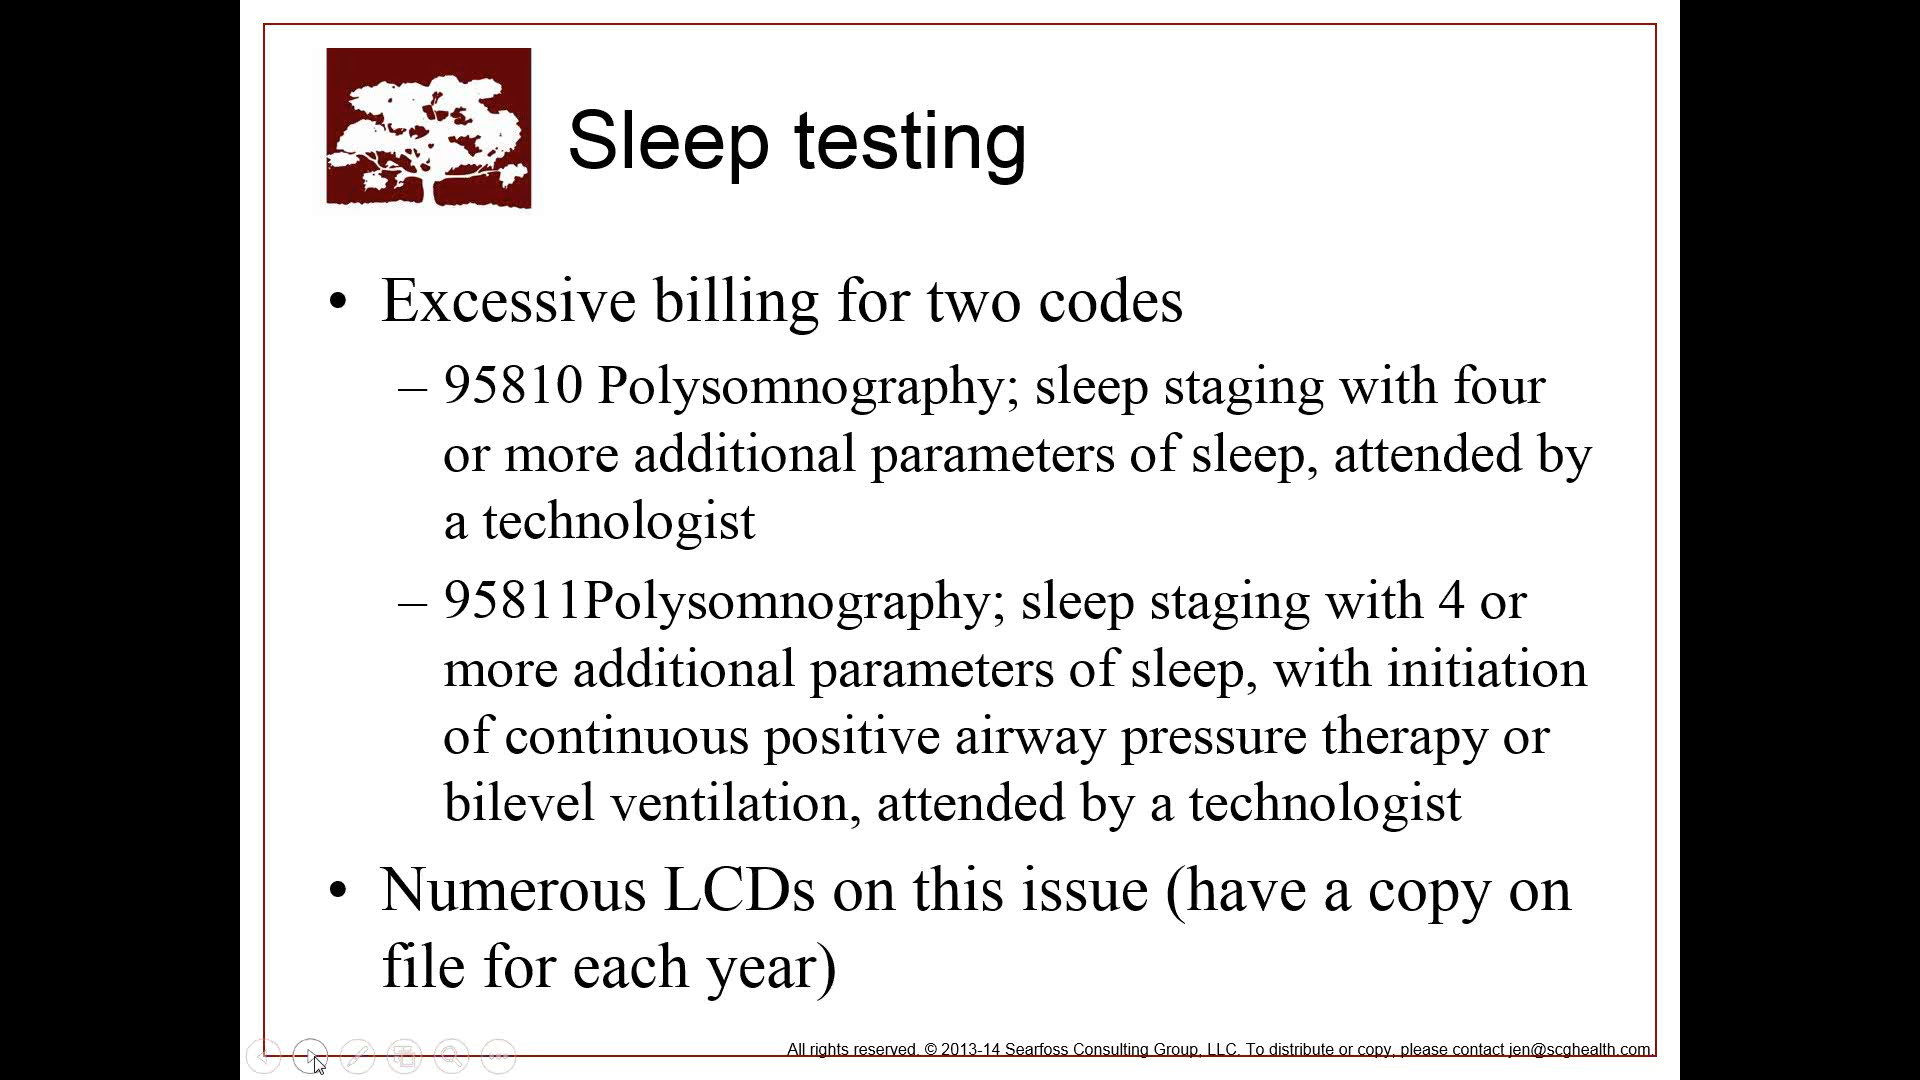 Sleep testing
• Excessive billing for two codes
– 95810 Polysomnography; sleep staging with four
or more additional parameters of sleep, attended by
a technologist
– 95811Polysomnography; sleep staging with 4 or
more additional parameters of sleep, with initiation
of continuous positive airway pressure therapy or
bilevel ventilation, attended by a technologist
• Numerous LCDs on this issue (have a copy on
file for each year)
All rights reserved. © 2013-14 Searfoss Consulting Group, LLC. To distribute or copy, please contact jen@scghealth.com.